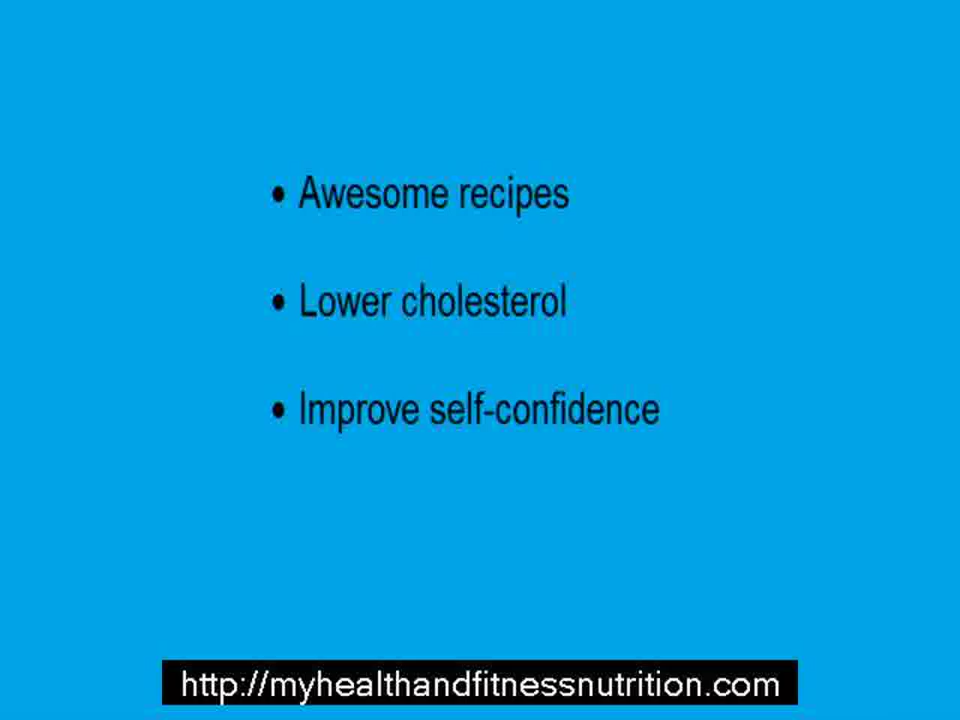 • Awesome recipes
• Lower cholesterol
• Improve self-confidence
http://myhealthandfitnessnutrition.com